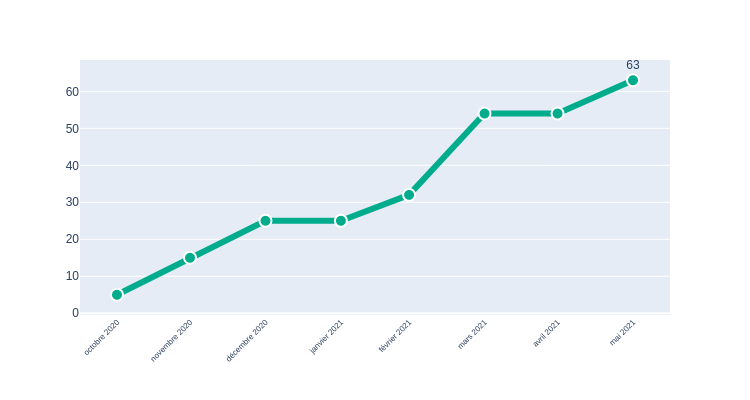 63
60
50
40
30
20
10
0
octobre 2020
novembre 2020
décembre 2020
janvier 2021
février 2021
mars 2021
avril 2021
mai 2021